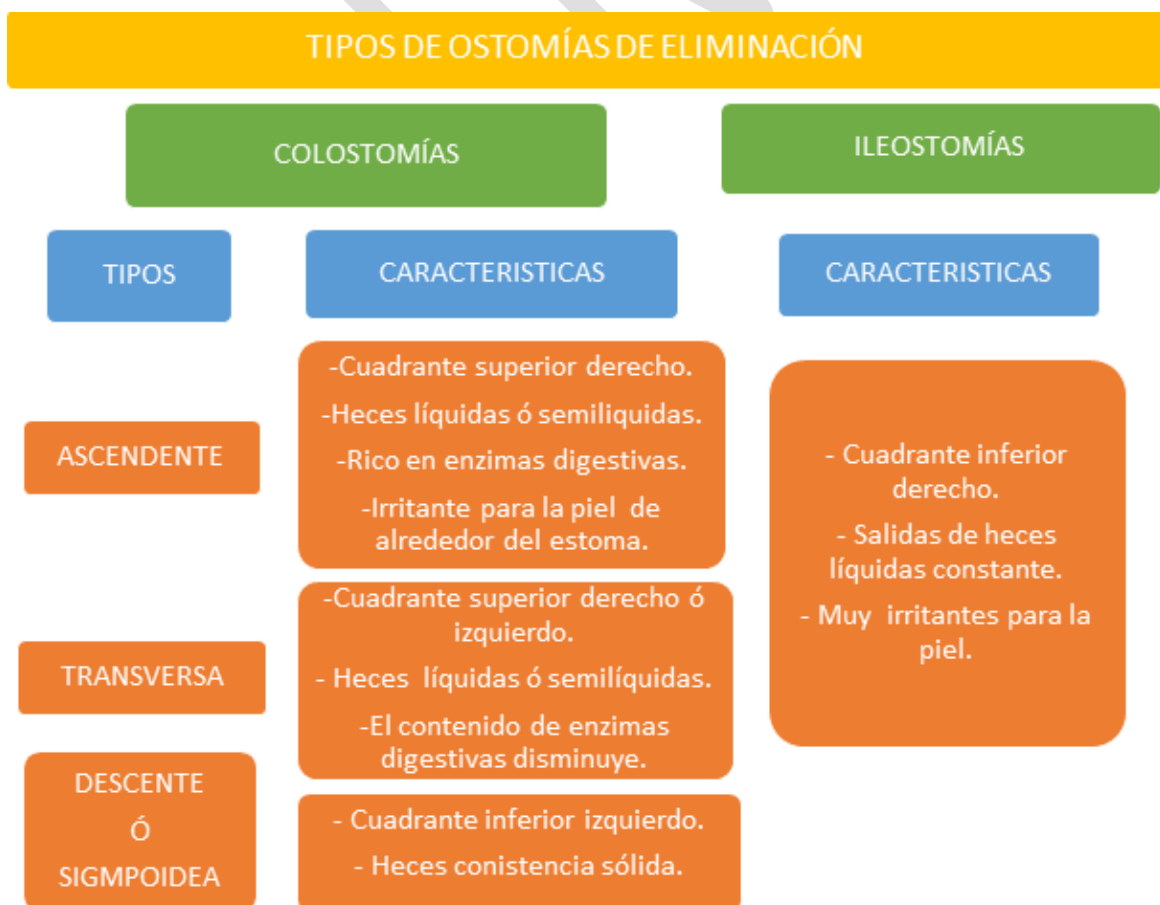 TIPOS DE OSTOMÍAS DE ELIMINACIÓN
COLOSTOMÍAS
ILEOSTOMÍAS
TIPOS
CARACTERISTICAS
CARACTERISTICAS
ASCENDENTE
-Cuadrante superior derecho.
-Heces líquidas ó semiliquidas.
-Rico en enzimas digestivas.
-Irritante para la piel de
alrededor del estoma.
TRANSVERSA
-Cuadrante superior derecho ó
izquierdo.
- Heces líquidas ó semilíquidas.
-El contenido de enzimas
digestivas disminuye.
DESCENTE
Ó
SIGMPOIDEA
- Cuadrante inferior izquierdo.
- Heces conistencia sólida.
- Cuadrante inferior
derecho.
- Salidas de heces
líquidas constante.
- Muy irritantes para la
piel.